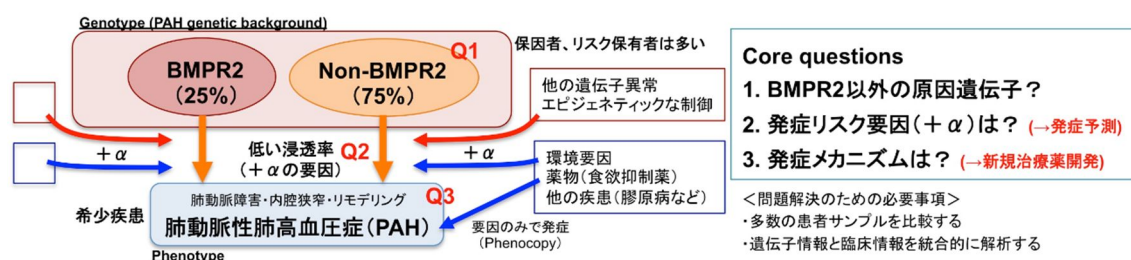 Genotype (PAH genetic background)
BMPR2
(25%)
Non-BMPR2
(75%)
Q1
保因者、リスク保有者は多い
他の遺伝子異常
エピジェネティックな制御
+α
低い浸透率
(+αの要因)
Q2
+α
環境要因
薬物(食欲抑制薬)
他の疾患(膠原病など)
希少疾患
肺動脈障害・内腔狭窄・リモデリング
Q3
肺動脈性肺高血圧症(PAH)
要因のみで発症
(Phenocopy)
Phenotype
Core questions
1. BMPR2以外の原因遺伝子?
2. 発症リスク要因(+α)は? (→発症予測)
3. 発症メカニズムは? (→新規治療薬開発)
<問題解決のための必要事項>
・多数の患者サンプルを比較する
・遺伝子情報と臨床情報を統合的に解析する